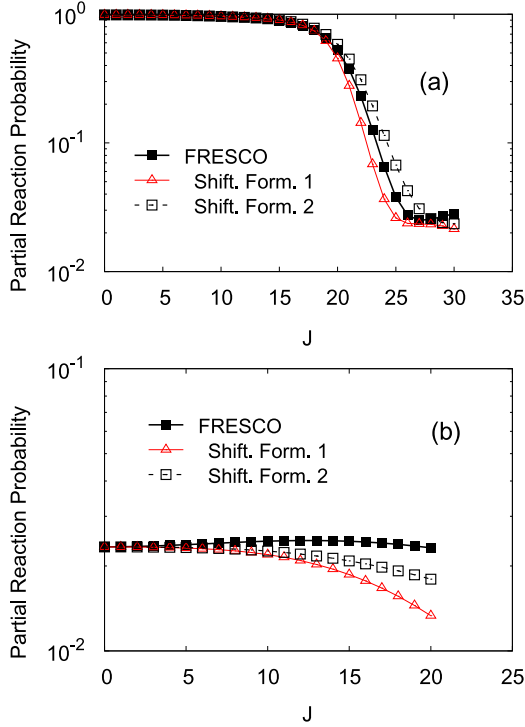 10^0
(a)
Partial Reaction Probability
10^-1
FRESCO
Shift. Form. 1
Shift. Form. 2
10^-2
0 5 10 15 20 25 30 35
J
10^-1
(b)
Partial Reaction Probability
FRESCO
Shift. Form. 1
Shift. Form. 2
10^-2
0 5 10 15 20 25
J